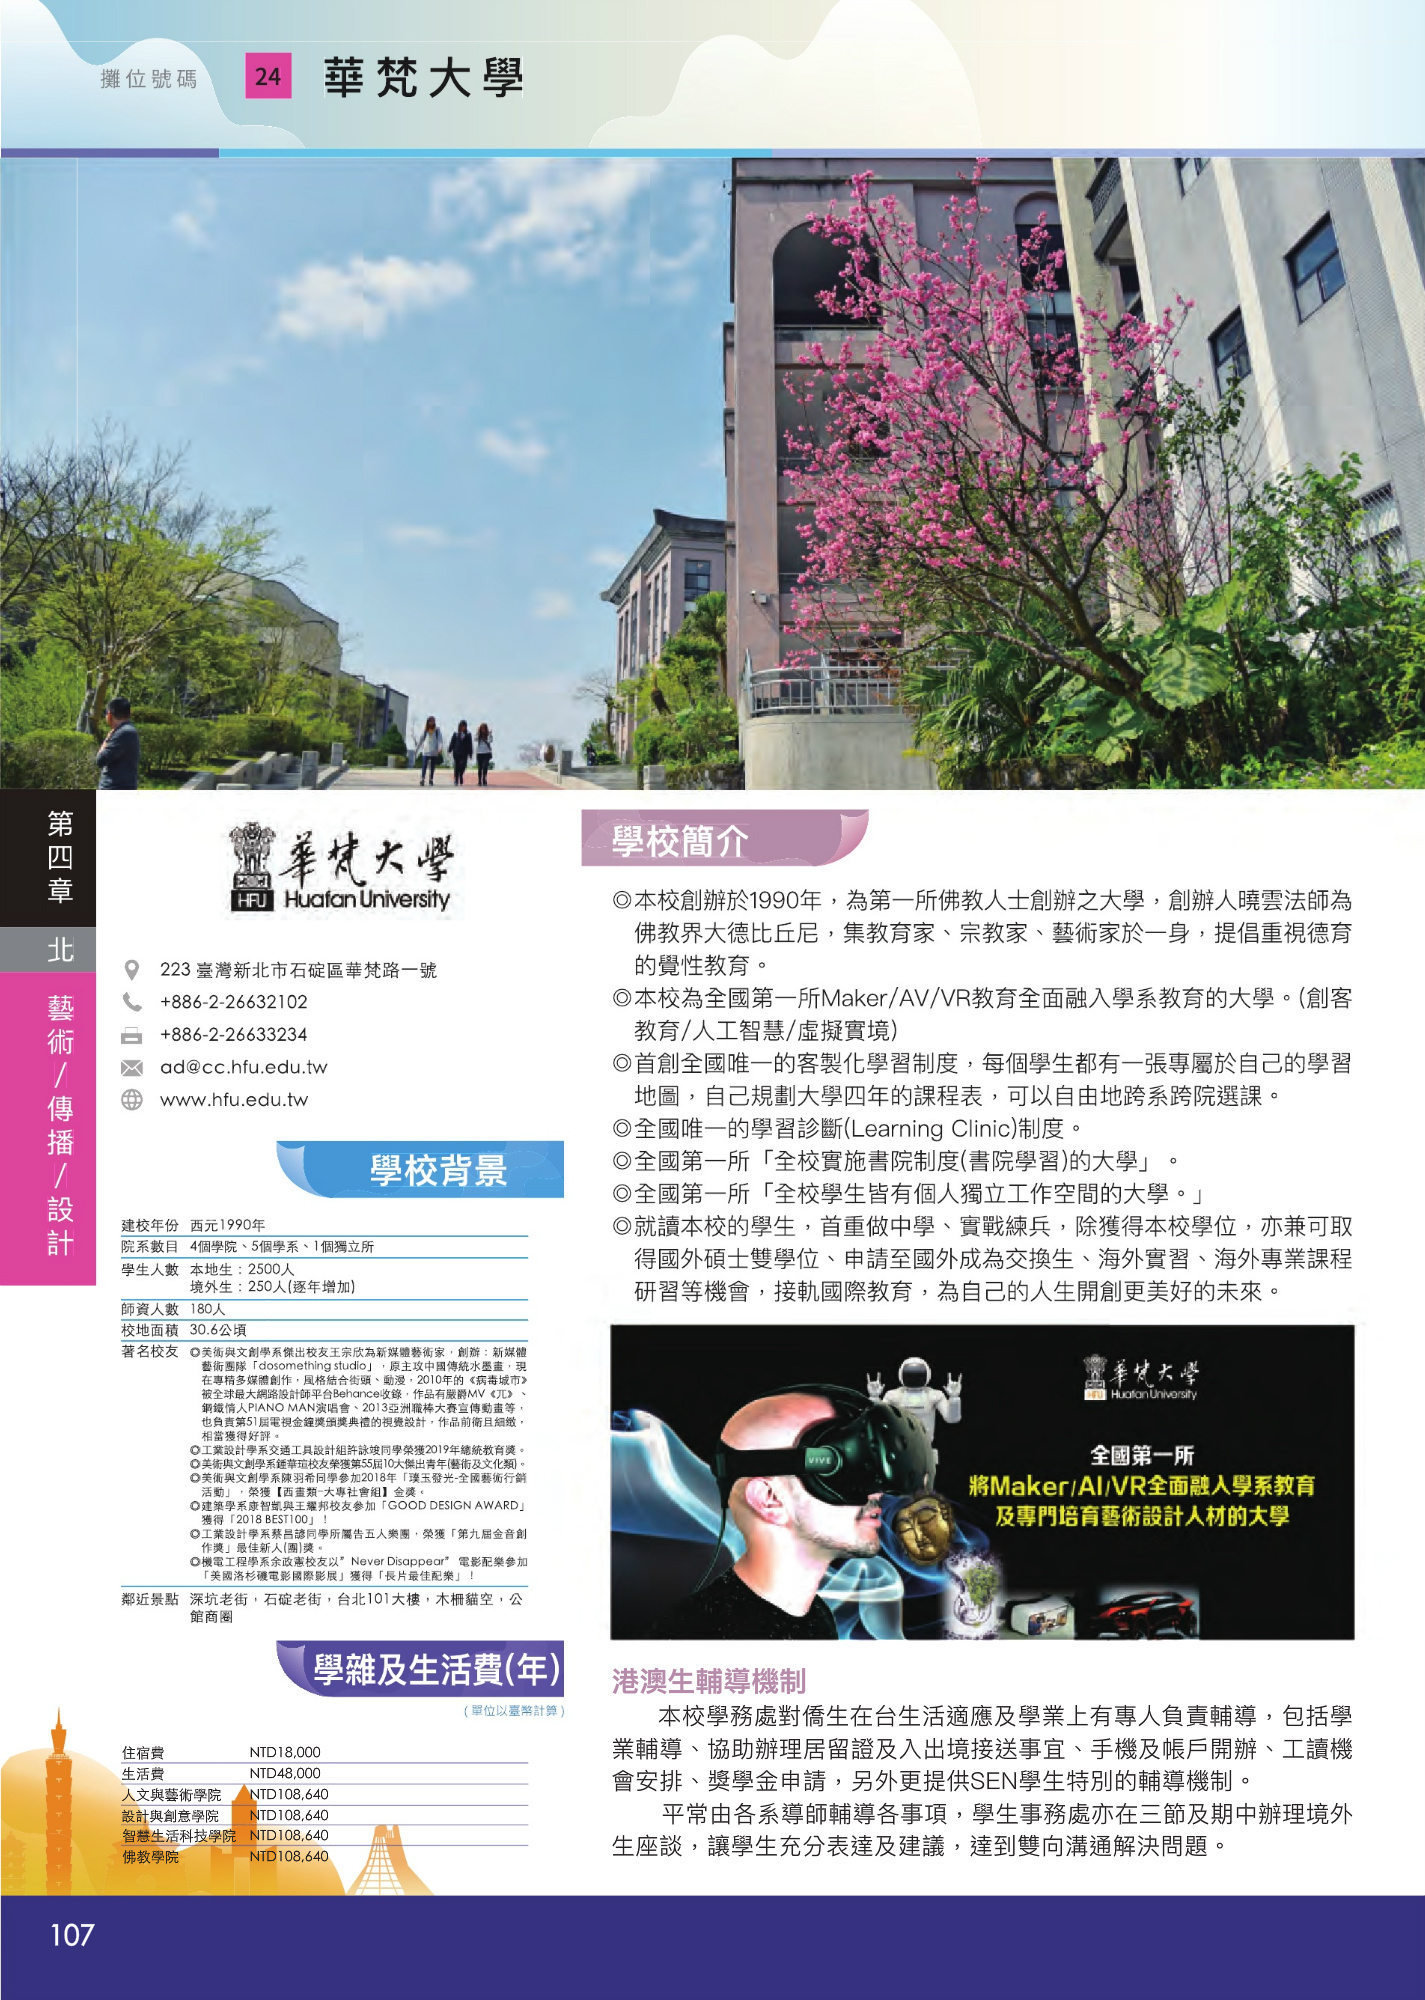 攤位號碼 24 華梵大學
第四章
北
藝術/傳播/設計
華梵大學
HFU Huafan University
223 臺灣新北市石碇區華梵路一號
+886-2-26632102
+886-2-26633234
ad@cc.hfu.edu.tw
www.hfu.edu.tw
學校背景
建校年份 西元1990年
院系數目 4個學院、5個學系、1個獨立所
學生人數 本地生：2500人
境外生：250人(逐年增加)
師資人數 180人
校地面積 30.6公頃
著名校友 ◎美術與文創學系傑出校友王宗欣為新媒體藝術家，創辦：新媒體
藝術團隊「dosomething studio」，原主攻中國傳統水墨畫，現
在專精多媒體創作，風格結合街頭、動漫，2010年的《病毒城市》
被全球最大網路設計師平台Behance收錄，作品有嚴爵MV《兀》、
鋼鐵情人PIANO MAN演唱會、2013亞洲職棒大賽宣傳動畫等，
也負責第51屆電視金鐘獎頒獎典禮的視覺設計，作品前衛且細緻，
相當獲得好評。
◎工業設計學系交通工具設計組許詠竣同學榮獲2019年總統教育獎。
◎美術與文創學系鍾華瑄校友榮獲第55屆10大傑出青年(藝術及文化類)。
◎美術與文創學系陳羽希同學參加2018年「璞玉發光-全國藝術行銷
活動」，榮獲【西畫類-大專社會組】金獎。
◎建築學系康智凱與王耀邦校友參加「GOOD DESIGN AWARD」
獲得「2018 BEST100」！
◎工業設計學系蔡昌諺同學所屬告五人樂團，榮獲「第九屆金音創
作獎」最佳新人(團)獎。
◎機電工程學系余政憲校友以”Never Disappear”電影配樂參加
「美國洛杉磯電影國際影展」獲得「長片最佳配樂」！
鄰近景點 深坑老街，石碇老街，台北101大樓，木柵貓空，公
館商圈
學雜及生活費(年)
(單位以臺幣計算)
住宿費 NTD18,000
生活費 NTD48,000
人文與藝術學院 NTD108,640
設計與創意學院 NTD108,640
智慧生活科技學院 NTD108,640
佛教學院 NTD108,640
學校簡介
◎本校創辦於1990年，為第一所佛教人士創辦之大學，創辦人曉雲法師為
佛教界大德比丘尼，集教育家、宗教家、藝術家於一身，提倡重視德育
的覺性教育。
◎本校為全國第一所Maker/AV/VR教育全面融入學系教育的大學。(創客
教育/人工智慧/虛擬實境)
◎首創全國唯一的客製化學習制度，每個學生都有一張專屬於自己的學習
地圖，自己規劃大學四年的課程表，可以自由地跨系跨院選課。
◎全國唯一的學習診斷(Learning Clinic)制度。
◎全國第一所「全校實施書院制度(書院學習)的大學」。
◎全國第一所「全校學生皆有個人獨立工作空間的大學。」
◎就讀本校的學生，首重做中學、實戰練兵，除獲得本校學位，亦兼可取
得國外碩士雙學位、申請至國外成為交換生、海外實習、海外專業課程
研習等機會，接軌國際教育，為自己的人生開創更美好的未來。
華梵大學
HFU Huafan University
VIVE
全國第一所
將Maker/AI/VR全面融入學系教育
及專門培育藝術設計人材的大學
港澳生輔導機制
本校學務處對僑生在台生活適應及學業上有專人負責輔導，包括學
業輔導、協助辦理居留證及入出境接送事宜、手機及帳戶開辦、工讀機
會安排、獎學金申請，另外更提供SEN學生特別的輔導機制。
平常由各系導師輔導各事項，學生事務處亦在三節及期中辦理境外
生座談，讓學生充分表達及建議，達到雙向溝通解決問題。
107